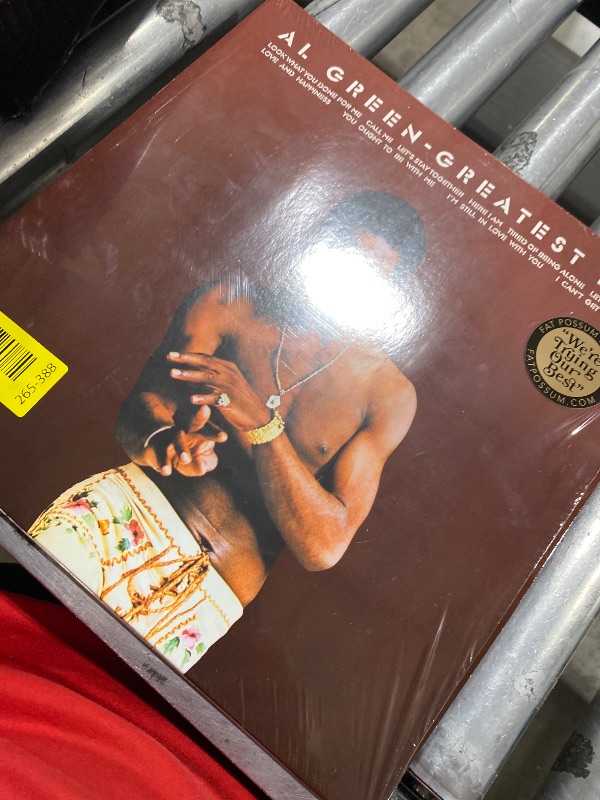 AL GREEN-GREATEST
LOOK WHAT YOU DONE FOR ME CALL ME LET'S STAY TOGETHER HERE I AM TIRED OF BEING ALONE
LOVE AND HAPPINESS YOU OUGHT TO BE WITH ME I'M STILL IN LOVE WITH YOU I CAN'T GET
FAT POSSUM
"We're
Trying
Our
Best"
FATPOSSUM.COM
265-388